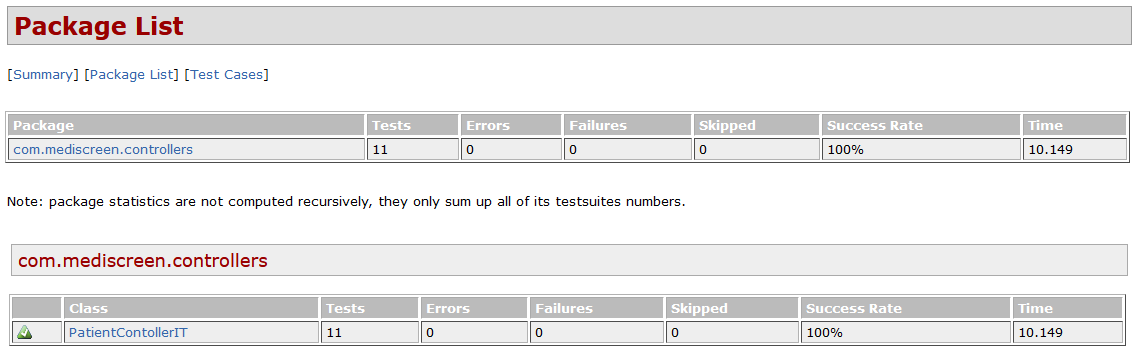 Package List
[Summary] [Package List] [Test Cases]
Package Tests Errors Failures Skipped Success Rate Time
com.mediscreen.controllers 11 0 0 0 100% 10.149
Note: package statistics are not computed recursively, they only sum up all of its testsuites numbers.
com.mediscreen.controllers
Class Tests Errors Failures Skipped Success Rate Time
PatientContollerIT 11 0 0 0 100% 10.149